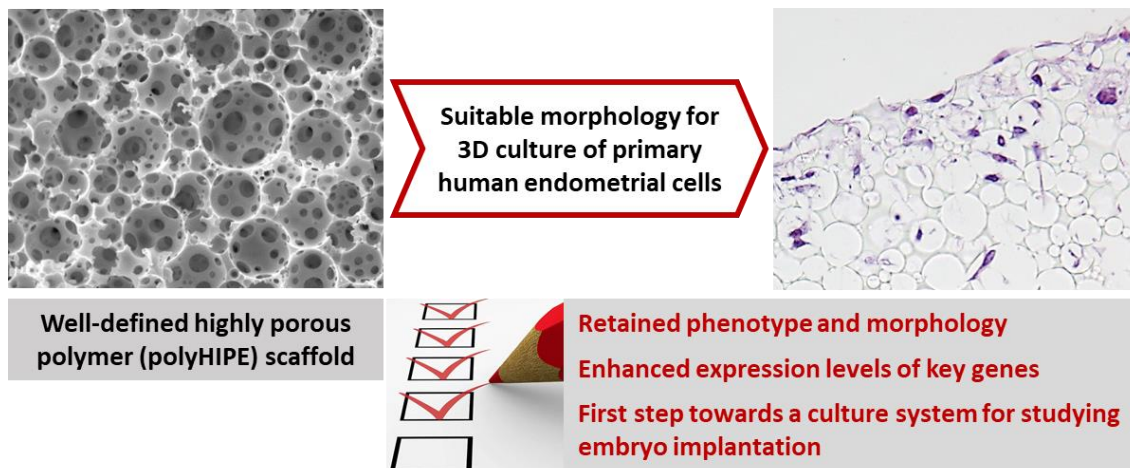 Suitable morphology for
3D culture of primary
human endometrial cells
Well-defined highly porous
polymer (polyHIPE) scaffold
Retained phenotype and morphology
Enhanced expression levels of key genes
First step towards a culture system for studying
embryo implantation